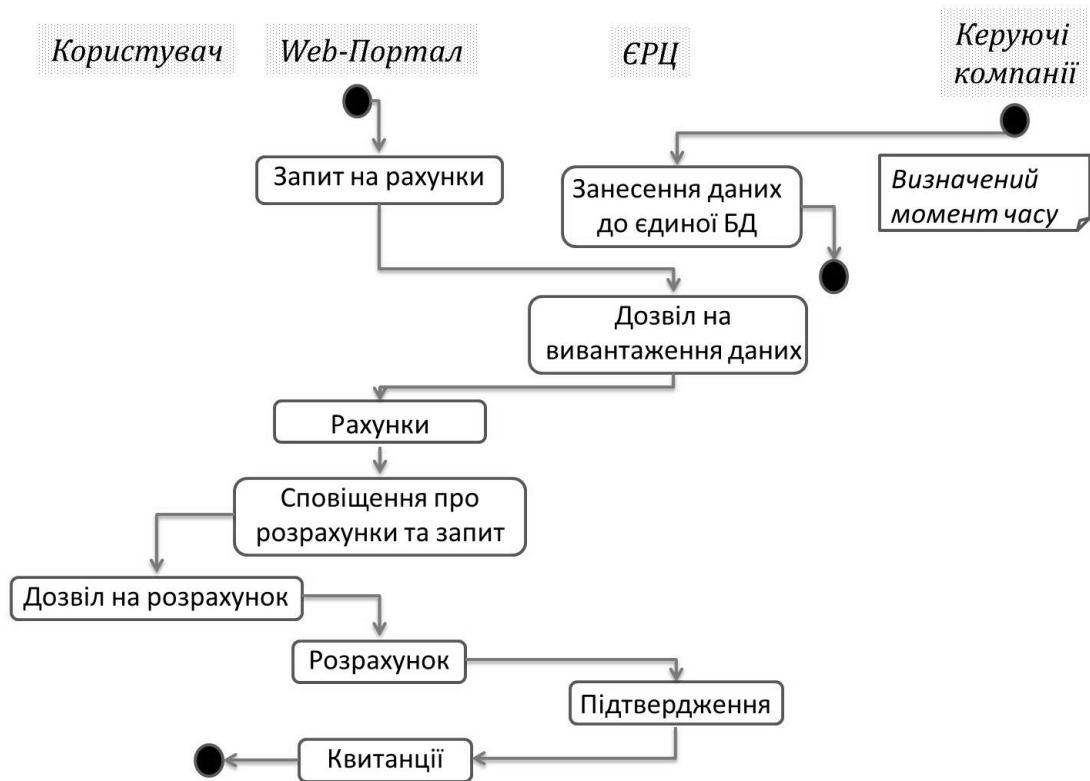 Користувач
Web-Портал
ЄРЦ
Керуючі
компанії
Запит на рахунки
Занесення даних
до єдиної БД
Визначений
момент часу
Дозвіл на
вивантаження даних
Рахунки
Сповіщення про
розрахунки та запит
Дозвіл на розрахунок
Розрахунок
Підтвердження
Квитанції